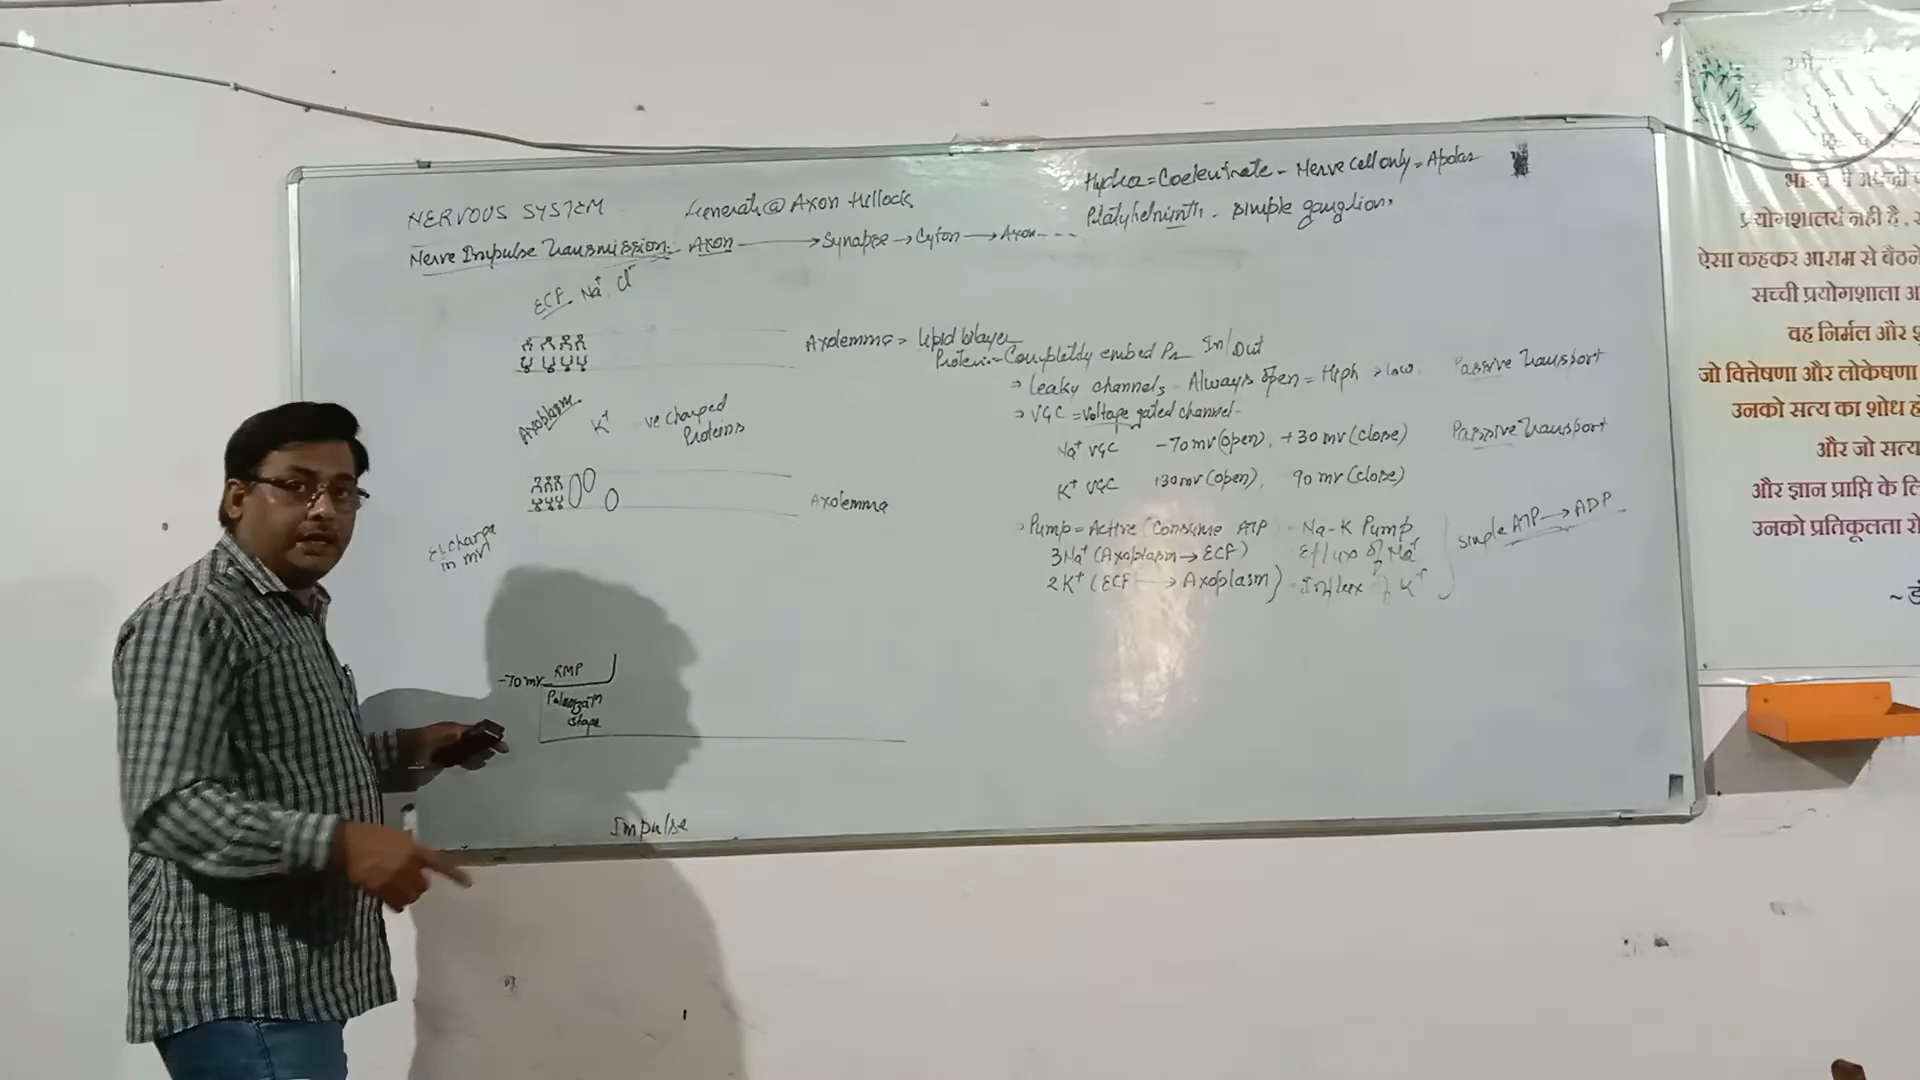 NERVOUS SYSTEM
Generate @ Axon Hillock
Hydra = Coelentrate - Nerve cell only = Apolar
Platyhelminth - simple ganglions
Nerve Impulse Transmission: Axon → Synapse → Cyton → Axon ---
ECF Na+ Cl-
Axolemma = lipid bilayer
Protein:- Completely embed Pr In/Out
Leaky channels - Always open = High > low. Passive Transport
Axoplasm K+ -ve charged
Proteins
VGC = Voltage gated channel-
Na+ VGC -70 mv (open), +30 mv (close) Passive Transport
K+ VGC +30 mv (open), 90 mv (close)
Axolemma
Pump = Active (Consume ATP) - Na-K Pump
3Na+ (Axoplasm → ECF) Eflux of Na+
2K+ (ECF → Axoplasm) - Influx of K+
single ATP → ADP
El. charge
in mv
-70mv RMP
stage
Impulse
प्रयोगशालायें नही है,
ऐसा कहकर आराम से बैठने
सच्ची प्रयोगशाला
वह निर्मल और
जो वित्तेषणा और लोकेषणा
उनको सत्य का शोध
और जो सत्य
और ज्ञान प्राप्ति के
उनको प्रतिकूलता